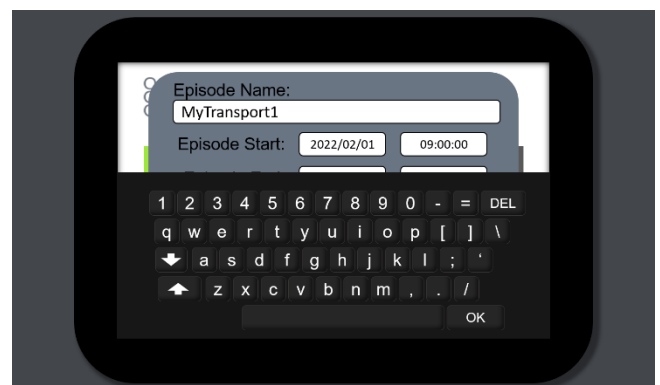 Episode Name:
MyTransport1
Episode Start: 2022/02/01 09:00:00
1 2 3 4 5 6 7 8 9 0 - = DEL
q w e r t y u i o p [ ] \
a s d f g h j k l ; '
z x c v b n m , . /
OK